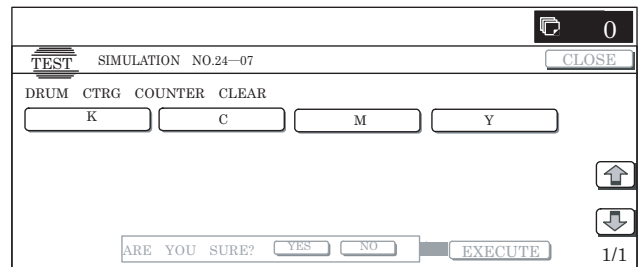 0
TEST SIMULATION NO.24—07 CLOSE
DRUM CTRG COUNTER CLEAR
K C M Y
ARE YOU SURE? YES NO EXECUTE
1/1